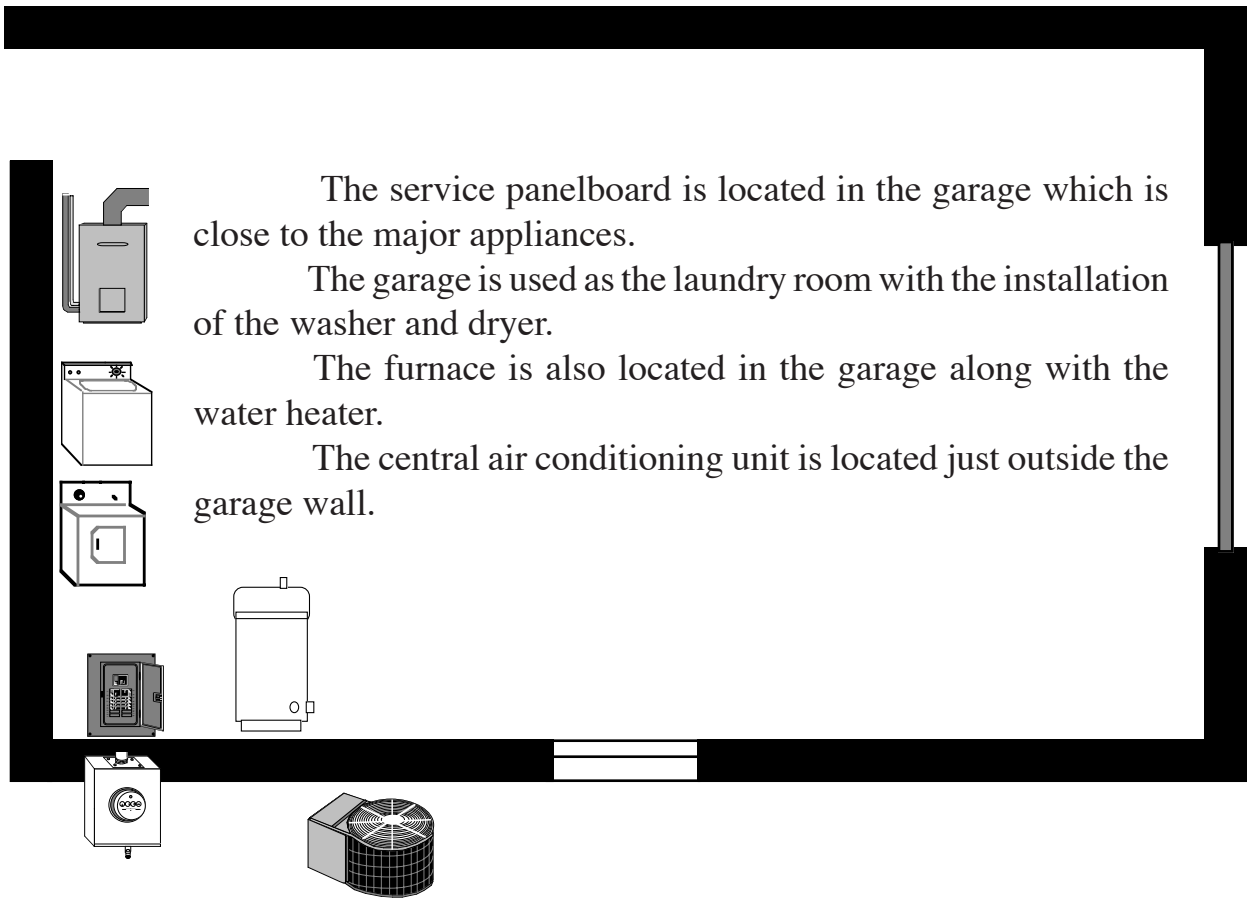 The service panelboard is located in the garage which is
close to the major appliances.
The garage is used as the laundry room with the installation
of the washer and dryer.
The furnace is also located in the garage along with the
water heater.
The central air conditioning unit is located just outside the
garage wall.